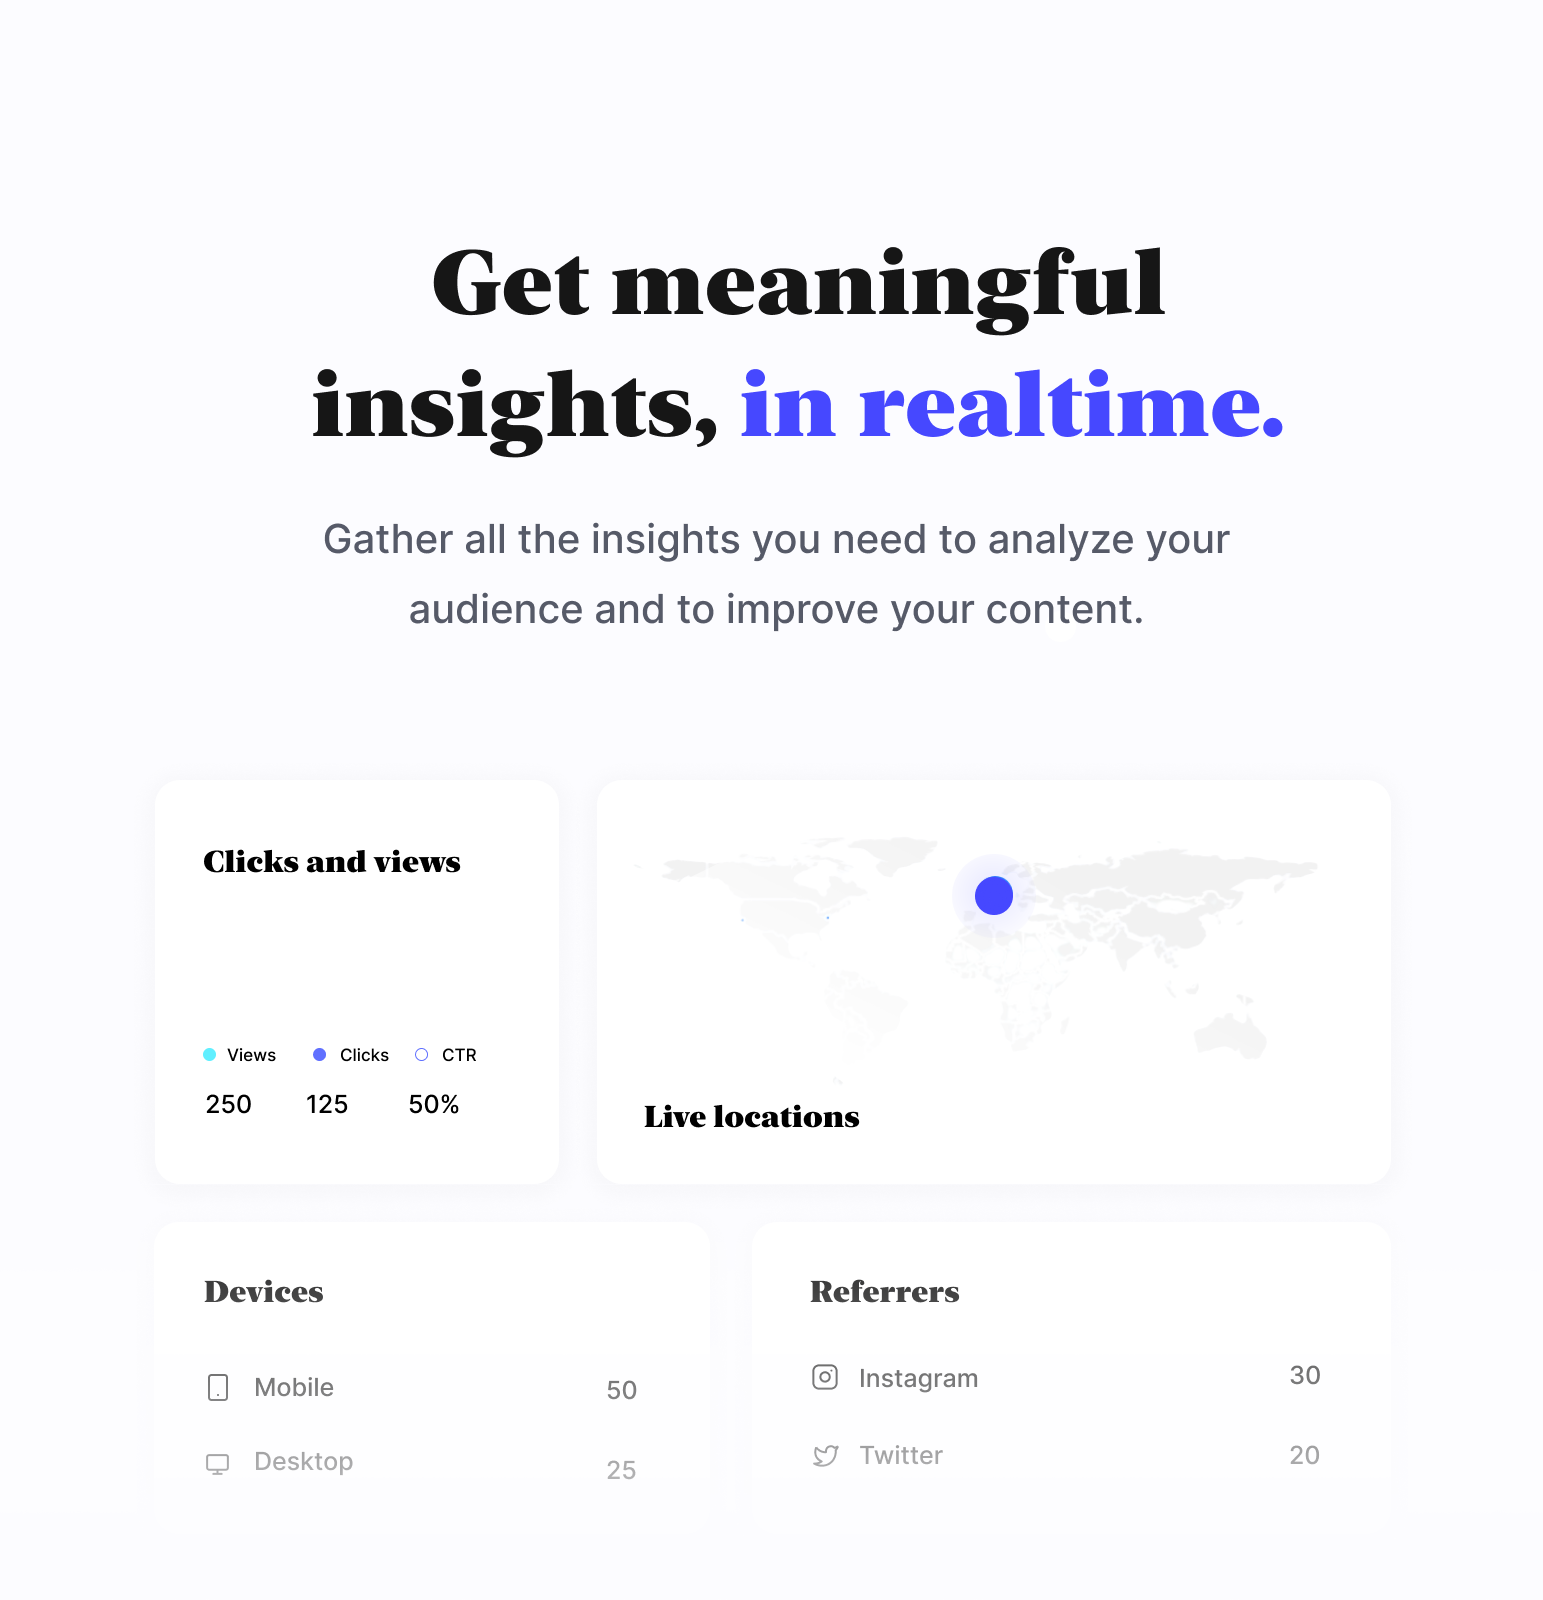 Get meaningful
insights, in realtime.
Gather all the insights you need to analyze your
audience and to improve your content.
Clicks and views
Views Clicks CTR
250 125 50%
Live locations
Devices
Mobile 50
Desktop 25
Referrers
Instagram 30
Twitter 20